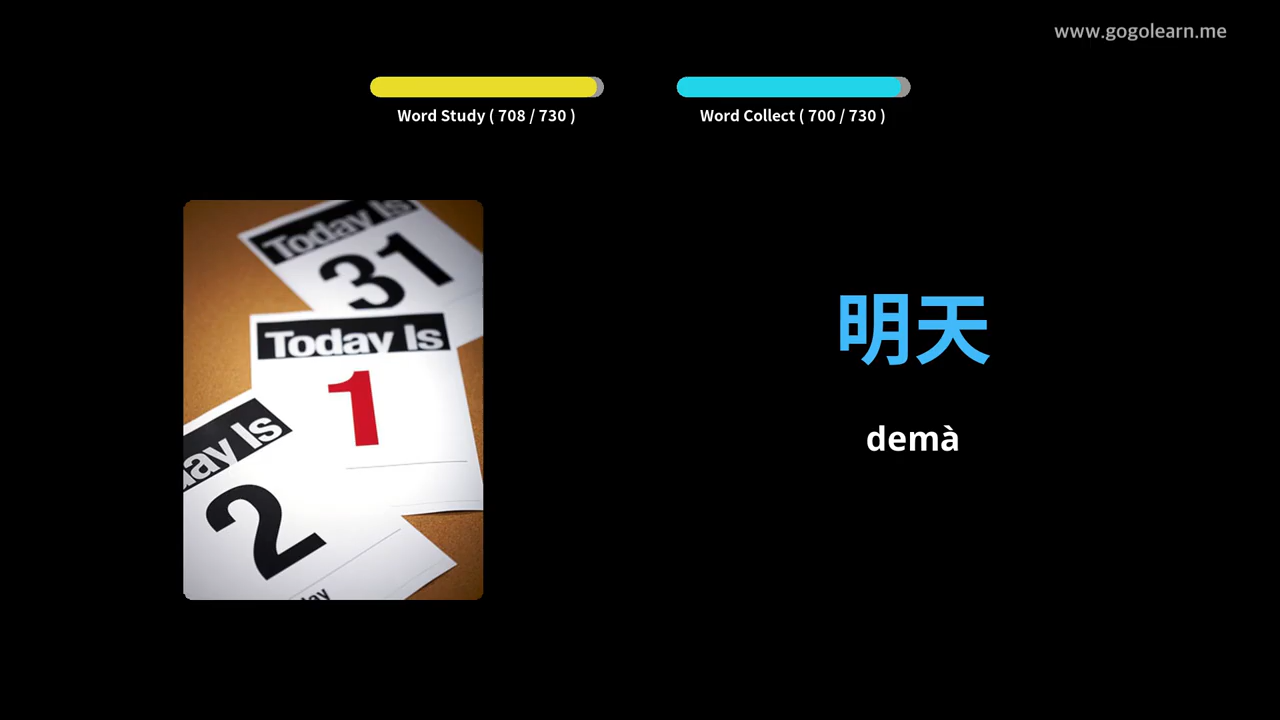 www.gogolearn.me
Word Study ( 708 / 730 )
Word Collect ( 700 / 730 )
Today Is
31
Today Is
1
ay Is
2
明天
demà